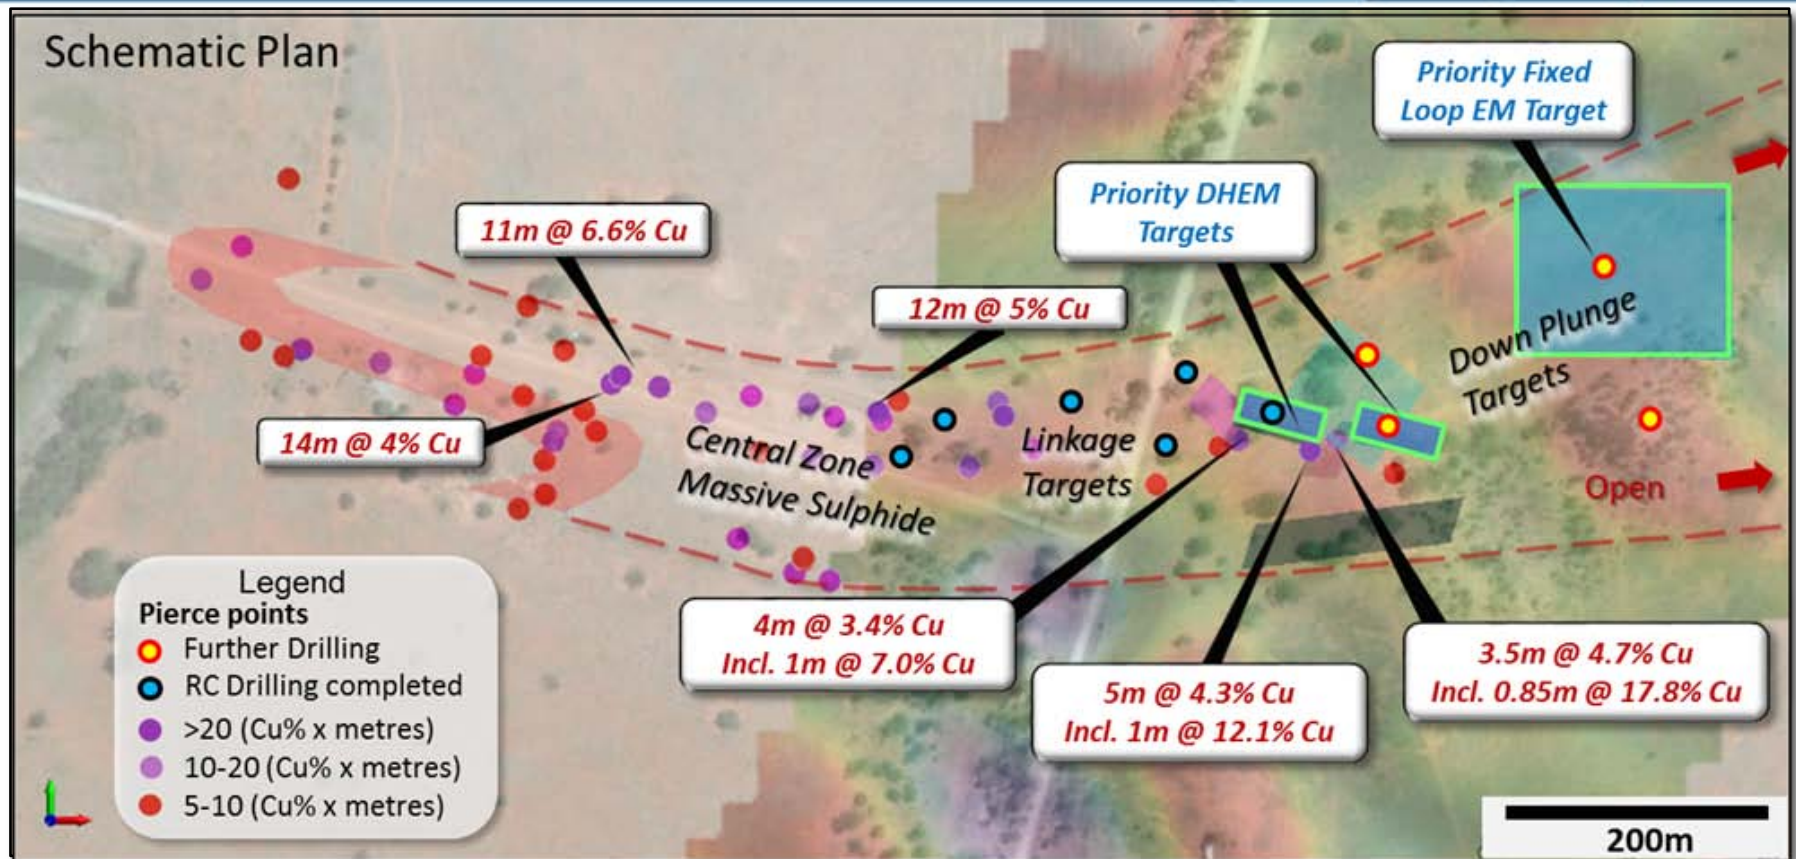 Schematic Plan
Priority Fixed
Loop EM Target
Priority DHEM
Targets
11m @ 6.6% Cu
12m @ 5% Cu
14m @ 4% Cu
Central Zone
Massive Sulphide
Linkage
Targets
Down Plunge
Targets
Open
4m @ 3.4% Cu
Incl. 1m @ 7.0% Cu
5m @ 4.3% Cu
Incl. 1m @ 12.1% Cu
3.5m @ 4.7% Cu
Incl. 0.85m @ 17.8% Cu
Legend
Pierce points
Further Drilling
RC Drilling completed
>20 (Cu% x metres)
10-20 (Cu% x metres)
5-10 (Cu% x metres)
200m